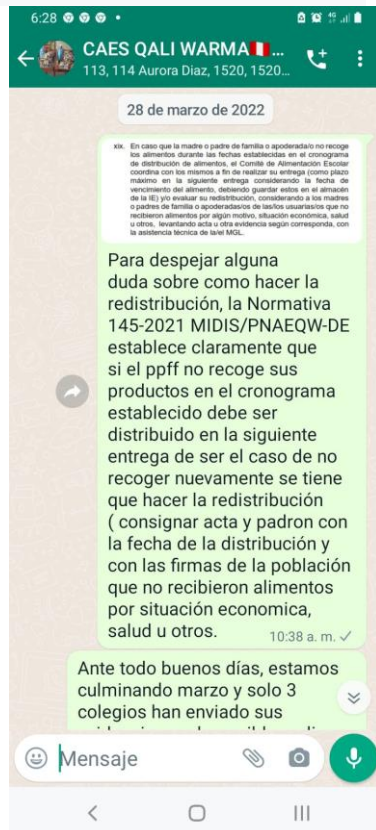 6:28
CAES QALI WARMA🇵🇪...
113, 114 Aurora Diaz, 1520, 1520...
28 de marzo de 2022
xix. En caso que la madre o padre de familia o apoderada/o no recoge
los alimentos durante las fechas establecidas en el cronograma
de distribución de alimentos, el Comité de Alimentación Escolar
coordina con los mismos a fin de realizar su entrega (como plazo
máximo en la siguiente entrega considerando la fecha de
vencimiento del alimento, debiendo guardar estos en el almacén
de la IE) y/o evaluar su redistribución, considerando a los madres
o padres de familia o apoderadas/os de las/los usuarias/os que no
recibieron alimentos por algún motivo, situación económica, salud
u otros, levantando acta u otra evidencia según corresponda, con
la asistencia técnica de la/el MGL.
Para despejar alguna
duda sobre como hacer la
redistribución, la Normativa
145-2021 MIDIS/PNAEQW-DE
establece claramente que
si el ppff no recoge sus
productos en el cronograma
establecido debe ser
distribuido en la siguiente
entrega de ser el caso de no
recoger nuevamente se tiene
que hacer la redistribución
( consignar acta y padron con
la fecha de la distribución y
con las firmas de la población
que no recibieron alimentos
por situación economica,
salud u otros.
10:38 a. m.
Ante todo buenos días, estamos
culminando marzo y solo 3
colegios han enviado sus
Mensaje